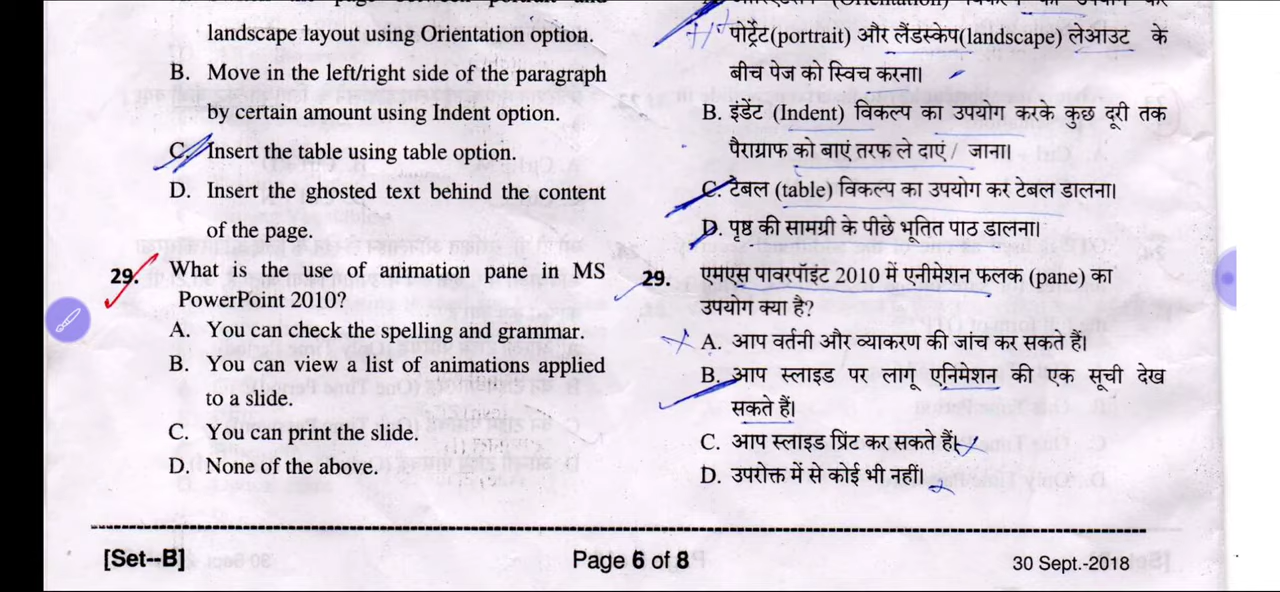 landscape layout using Orientation option.
B. Move in the left/right side of the paragraph
by certain amount using Indent option.
C. Insert the table using table option.
D. Insert the ghosted text behind the content
of the page.
29. What is the use of animation pane in MS
PowerPoint 2010?
A. You can check the spelling and grammar.
B. You can view a list of animations applied
to a slide.
C. You can print the slide.
D. None of the above.
पोर्ट्रेट(portrait) और लैंडस्केप(landscape) लेआउट के
बीच पेज को स्विच करना।
B. इंडेंट (Indent) विकल्प का उपयोग करके कुछ दूरी तक
पैराग्राफ को बाएं तरफ ले दाएं / जाना।
C. टेबल (table) विकल्प का उपयोग कर टेबल डालना।
D. पृष्ठ की सामग्री के पीछे भूतित पाठ डालना।
29. एमएस पावरपॉइंट 2010 में एनीमेशन फलक (pane) का
उपयोग क्या है?
A. आप वर्तनी और व्याकरण की जांच कर सकते हैं।
B. आप स्लाइड पर लागू एनिमेशन की एक सूची देख
सकते हैं।
C. आप स्लाइड प्रिंट कर सकते हैं।
D. उपरोक्त में से कोई भी नहीं।
[Set--B]
Page 6 of 8
30 Sept.-2018